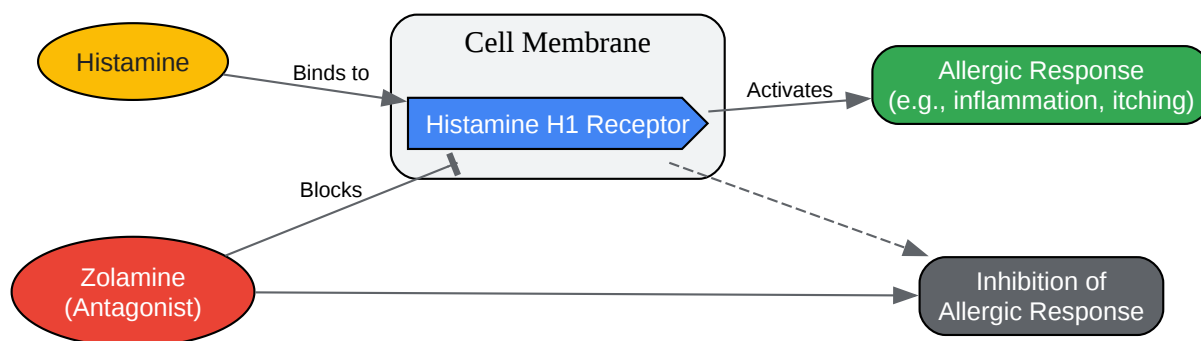 Cell Membrane
Histamine
Binds to
Histamine H1 Receptor
Activates
Allergic Response
(e.g., inflammation, itching)
Blocks
Zolamine
(Antagonist)
Inhibition of
Allergic Response